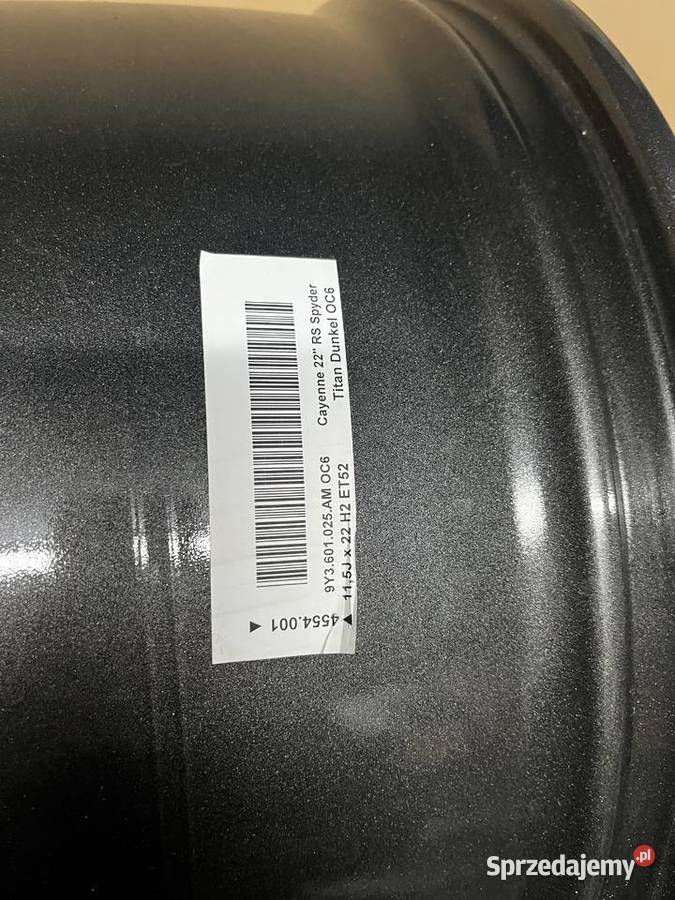 Cayenne 22" RS Spyder
Titan Dunkel OC6
9Y3.601.025.AM OC6
11,5J x 22 H2 ET52
4554.001
Sprzedajemy.pl